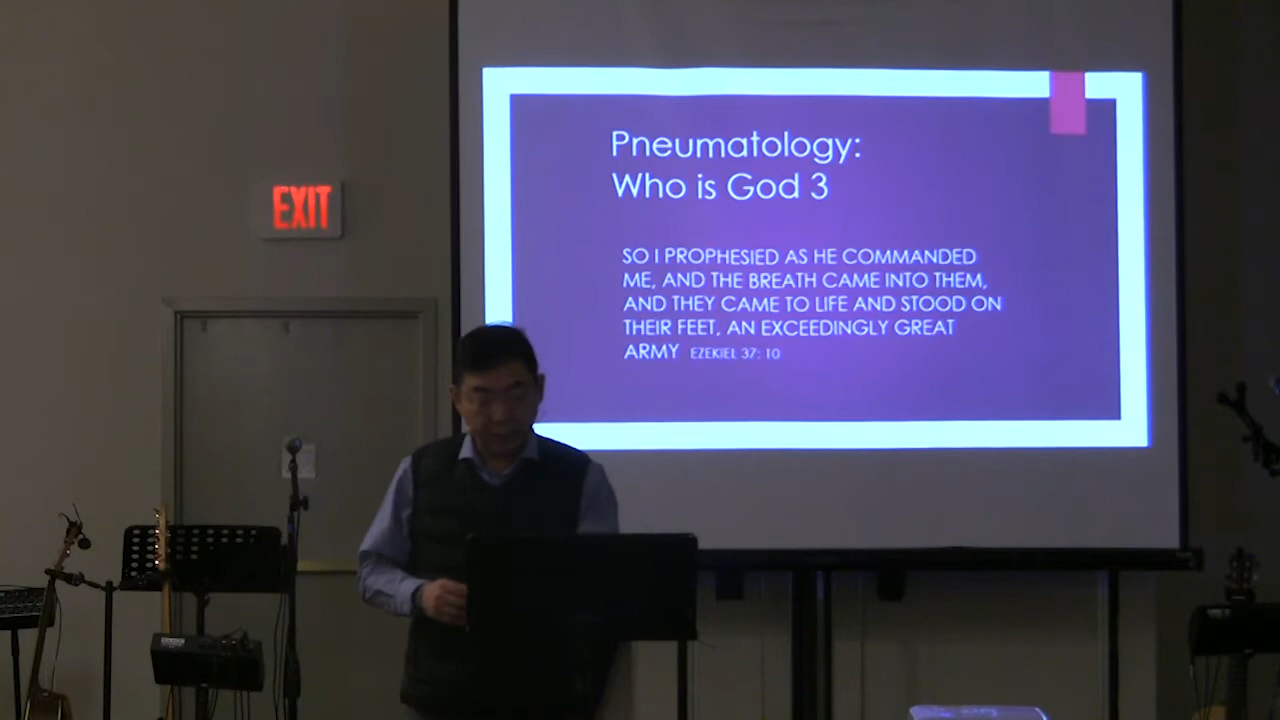 EXIT
Pneumatology:
Who is God 3
SO I PROPHESIED AS HE COMMANDED
ME, AND THE BREATH CAME INTO THEM,
AND THEY CAME TO LIFE AND STOOD ON
THEIR FEET, AN EXCEEDINGLY GREAT
ARMY EZEKIEL 37: 10